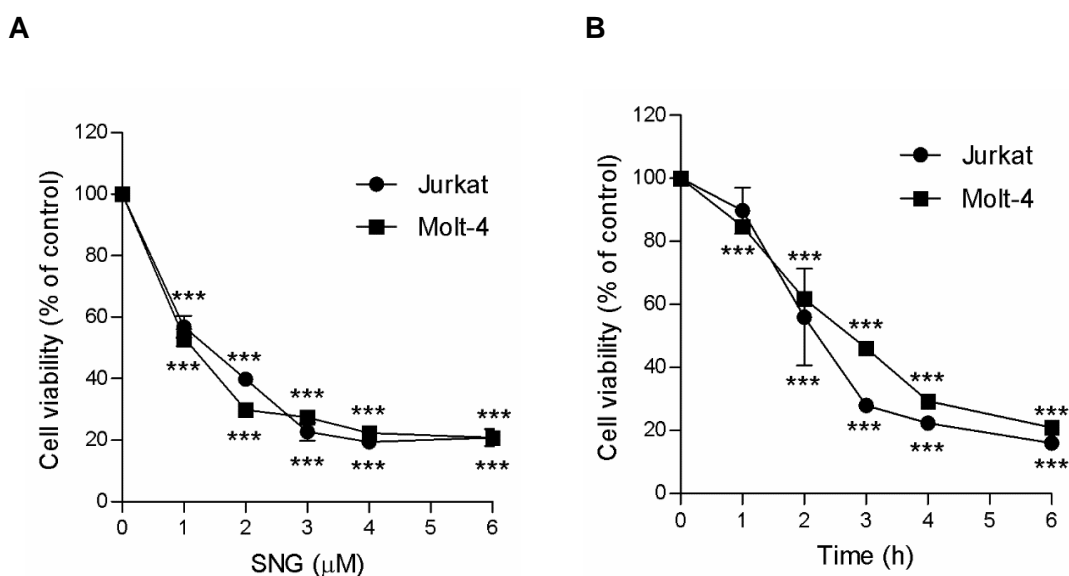 A
120
100
80
60
40
20
0
Cell viability (% of control)
Jurkat
Molt-4
***
***
***
***
***
***
***
***
***
***
0 1 2 3 4 5 6
SNG (μM)
B
120
100
80
60
40
20
0
Cell viability (% of control)
Jurkat
Molt-4
***
***
***
***
***
***
***
***
***
0 1 2 3 4 5 6
Time (h)